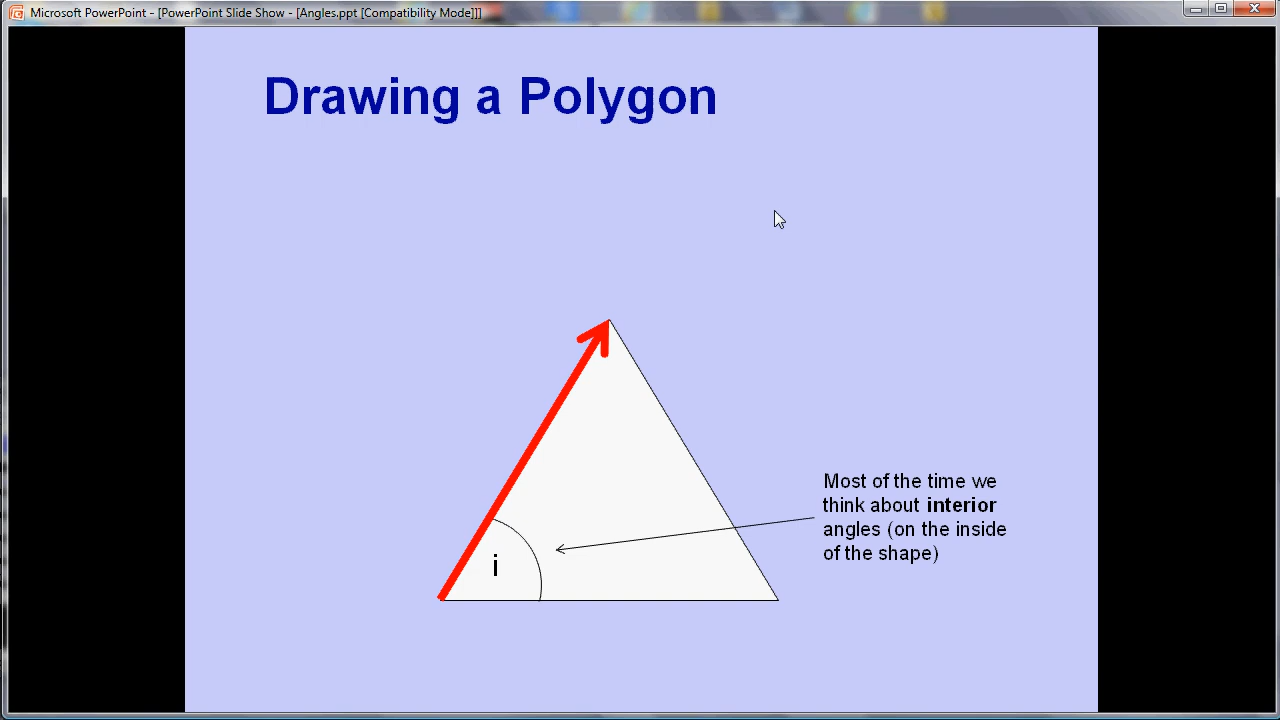 Microsoft PowerPoint - [PowerPoint Slide Show - [Angles.ppt [Compatibility Mode]]]
Drawing a Polygon
Most of the time we
think about interior
angles (on the inside
of the shape)
i